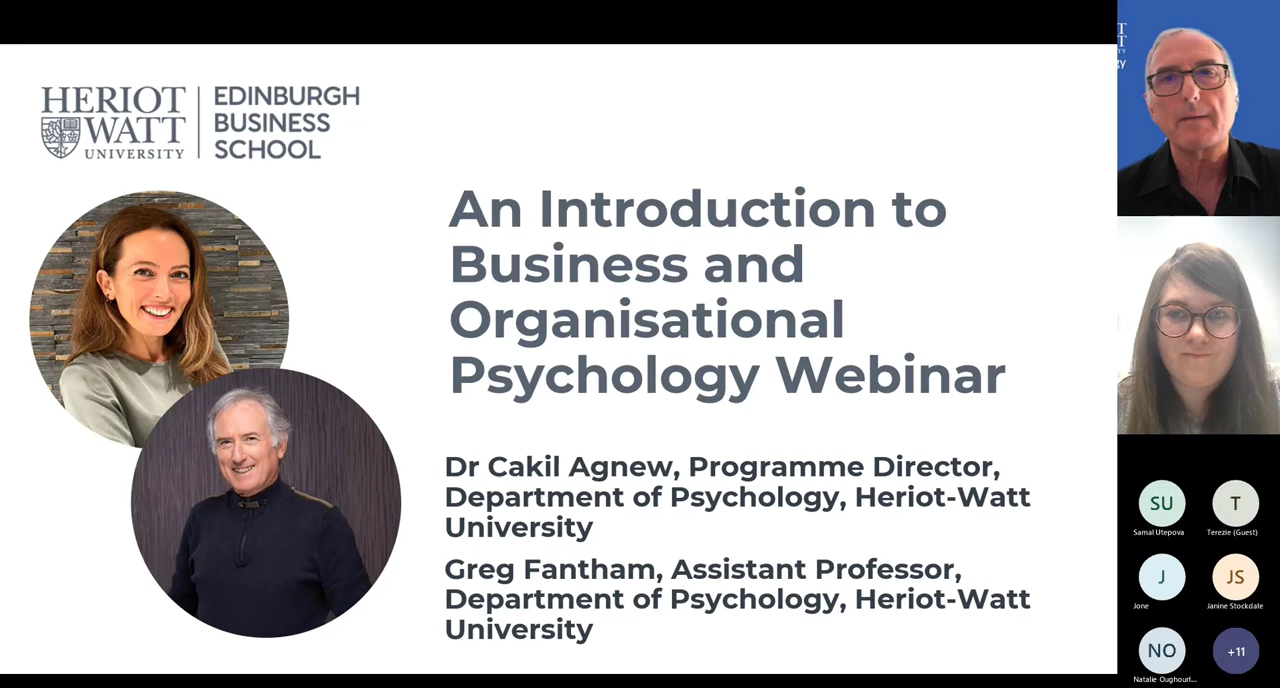 HERIOT
WATT
UNIVERSITY
EDINBURGH
BUSINESS
SCHOOL
An Introduction to
Business and
Organisational
Psychology Webinar
Dr Cakil Agnew, Programme Director,
Department of Psychology, Heriot-Watt
University
Greg Fantham, Assistant Professor,
Department of Psychology, Heriot-Watt
University
SU
Samal Utepova
T
Terezie (Guest)
J
Jone
JS
Janine Stockdale
NO
Natalie Oughourl...
+11